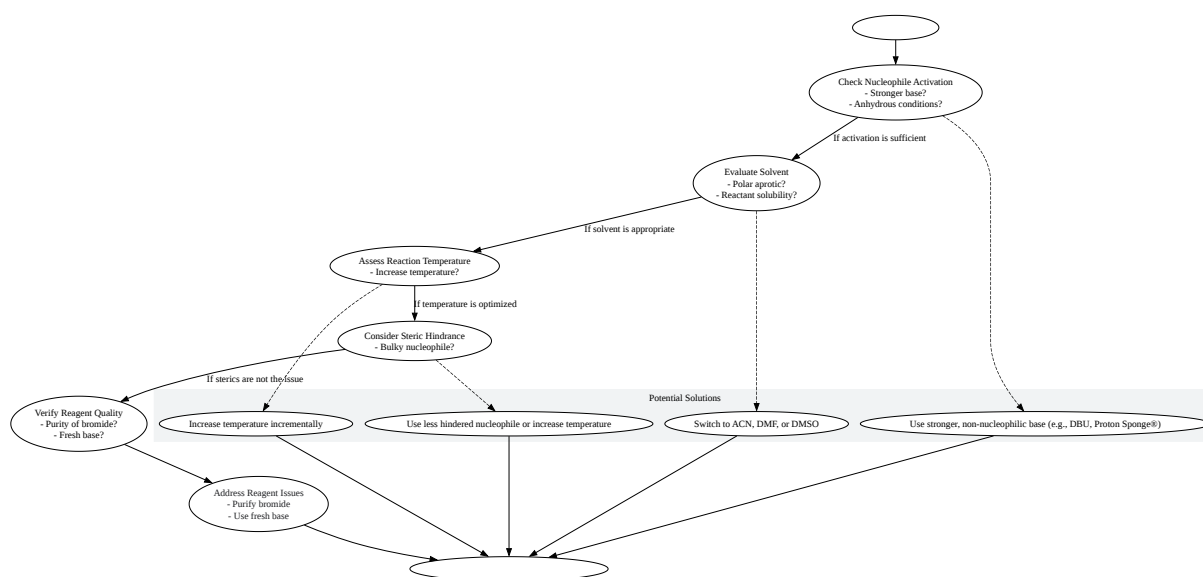 Check Nucleophile Activation
- Stronger base?
- Anhydrous conditions?
If activation is sufficient
Evaluate Solvent
- Polar aprotic?
- Reactant solubility?
If solvent is appropriate
Assess Reaction Temperature
- Increase temperature?
If temperature is optimized
Consider Steric Hindrance
- Bulky nucleophile?
If sterics are not the issue
Potential Solutions
Verify Reagent Quality
- Purity of bromide?
- Fresh base?
Increase temperature incrementally
Use less hindered nucleophile or increase temperature
Switch to ACN, DMF, or DMSO
Use stronger, non-nucleophilic base (e.g., DBU, Proton Sponge®)
Address Reagent Issues
- Purify bromide
- Use fresh base